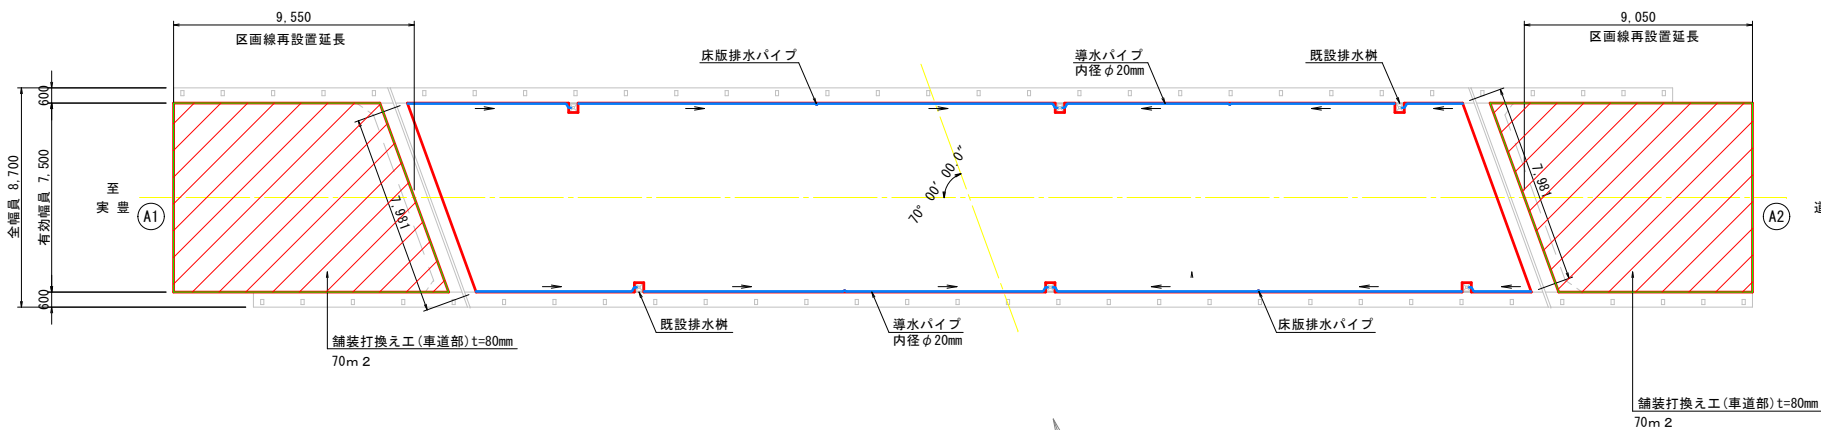 9,550
区画線再設置延長
9,050
区画線再設置延長
床版排水パイプ
導水パイプ
内径φ20mm
既設排水桝
600
全幅員 8,700
有効幅員 7,500
600
至
実 豊
A1
7,981
70° 00′ 00.0″
7,981
A2
道
既設排水桝
導水パイプ
内径φ20mm
床版排水パイプ
舗装打換え工(車道部)t=80mm
70m2
舗装打換え工(車道部)t=80mm
70m2